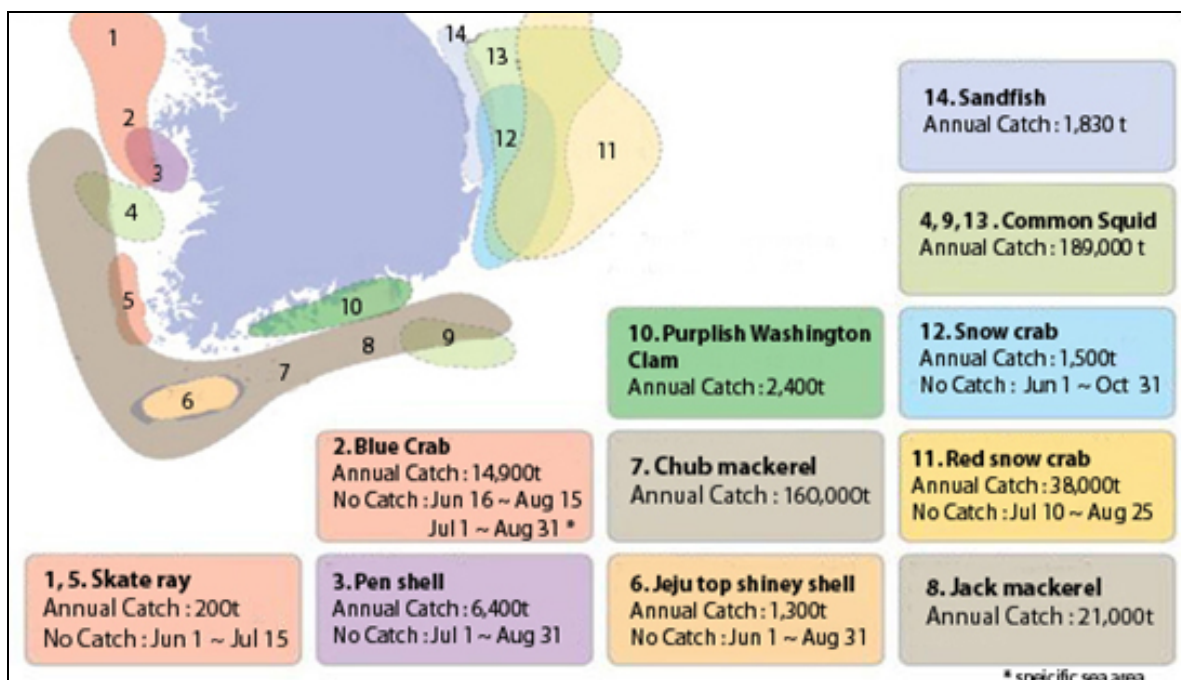 1
14
13
2
12
11
3
4
5
10
9
8
7
6
14. Sandfish
Annual Catch : 1,830 t
4, 9, 13 . Common Squid
Annual Catch : 189,000 t
10. Purplish Washington
Clam
Annual Catch : 2,400t
12. Snow crab
Annual Catch : 1,500t
No Catch : Jun 1 ~ Oct 31
2. Blue Crab
Annual Catch : 14,900t
No Catch : Jun 16 ~ Aug 15
Jul 1 ~ Aug 31 *
7. Chub mackerel
Annual Catch : 160,000t
11. Red snow crab
Annual Catch : 38,000t
No Catch : Jul 10 ~ Aug 25
1, 5. Skate ray
Annual Catch : 200t
No Catch : Jun 1 ~ Jul 15
3. Pen shell
Annual Catch : 6,400t
No Catch : Jul 1 ~ Aug 31
6. Jeju top shiney shell
Annual Catch : 1,300t
No Catch : Jun 1 ~ Aug 31
8. Jack mackerel
Annual Catch : 21,000t
* speicific sea area